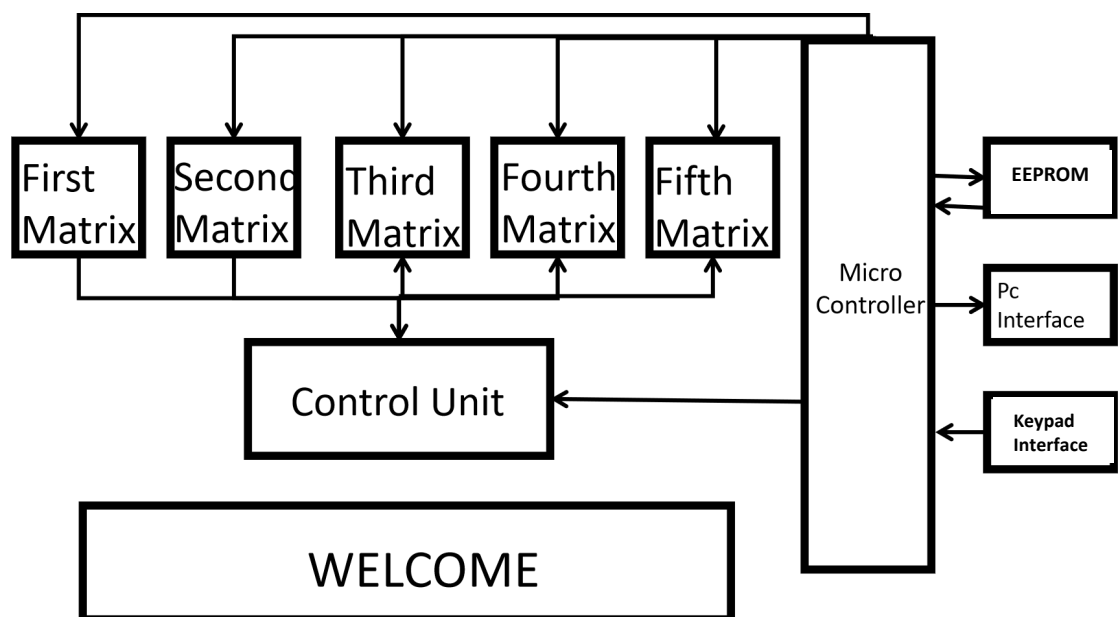 First
Matrix
Second
Matrix
Third
Matrix
Fourth
Matrix
Fifth
Matrix
Micro
Controller
EEPROM
Pc
Interface
Keypad
Interface
Control Unit
WELCOME